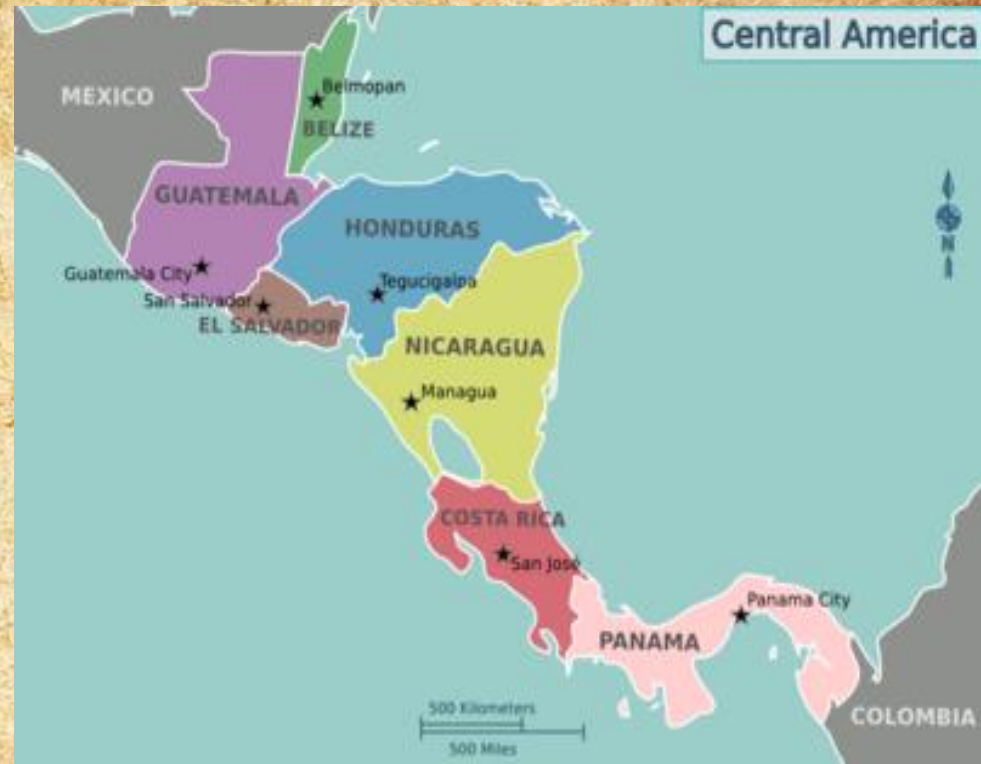 Central America
MEXICO
Belmopan
BELIZE
GUATEMALA
HONDURAS
Guatemala City
Tegucigalpa
San Salvador
EL SALVADOR
NICARAGUA
Managua
COSTA RICA
San José
Panama City
PANAMA
COLOMBIA
500 Kilometers
500 Miles
N